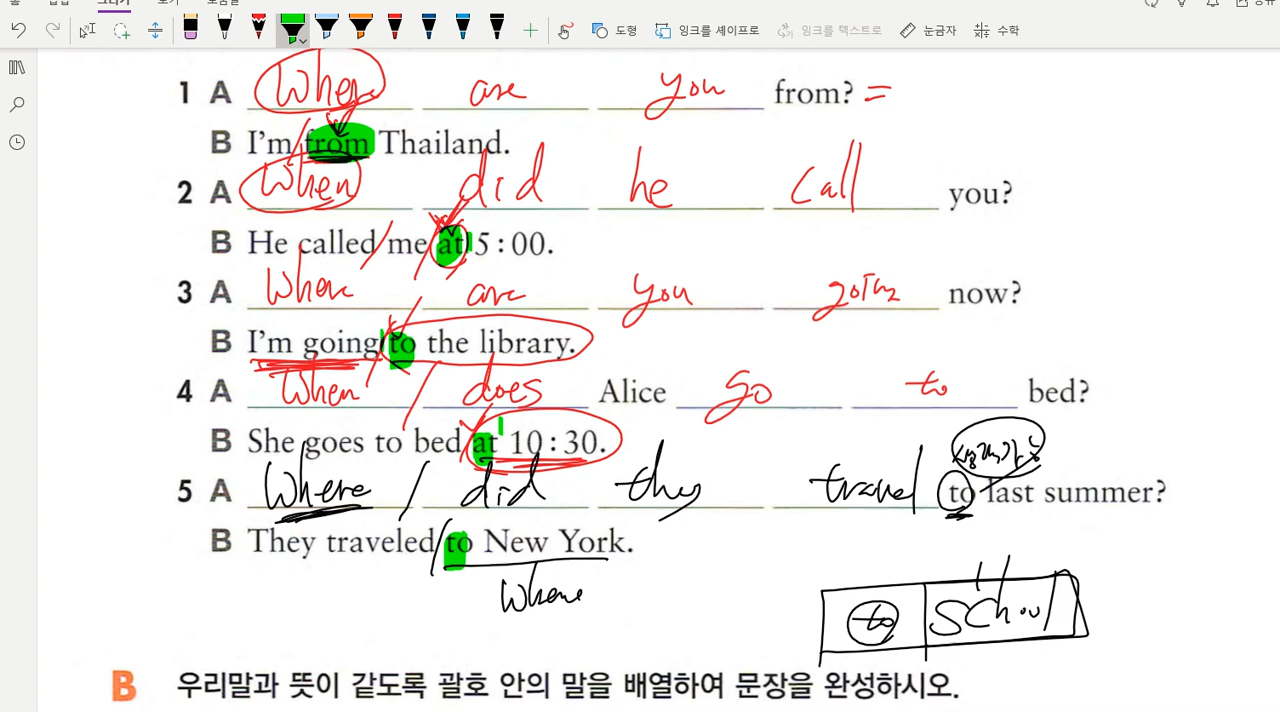 도형 잉크를 셰이프로 잉크를 텍스트로 눈금자 수학
1 A Where are you from? =
B I'm from Thailand.
2 A When did he call you?
B He called me at 5:00.
3 A Where are you going now?
B I'm going to the library.
4 A When does Alice go to bed?
B She goes to bed at 10:30.
5 A Where did they travel to last summer?
B They traveled to New York.
Where
to School
B 우리말과 뜻이 같도록 괄호 안의 말을 배열하여 문장을 완성하시오.